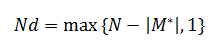 Nd = max {N − |M*|, 1}